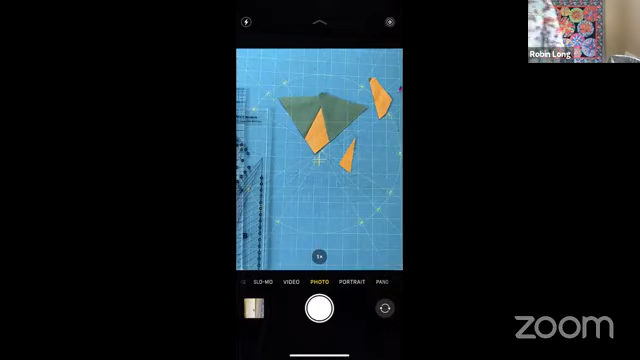 Robin Long
1×
SLO-MO
VIDEO
PHOTO
PORTRAIT
PANO
zoom